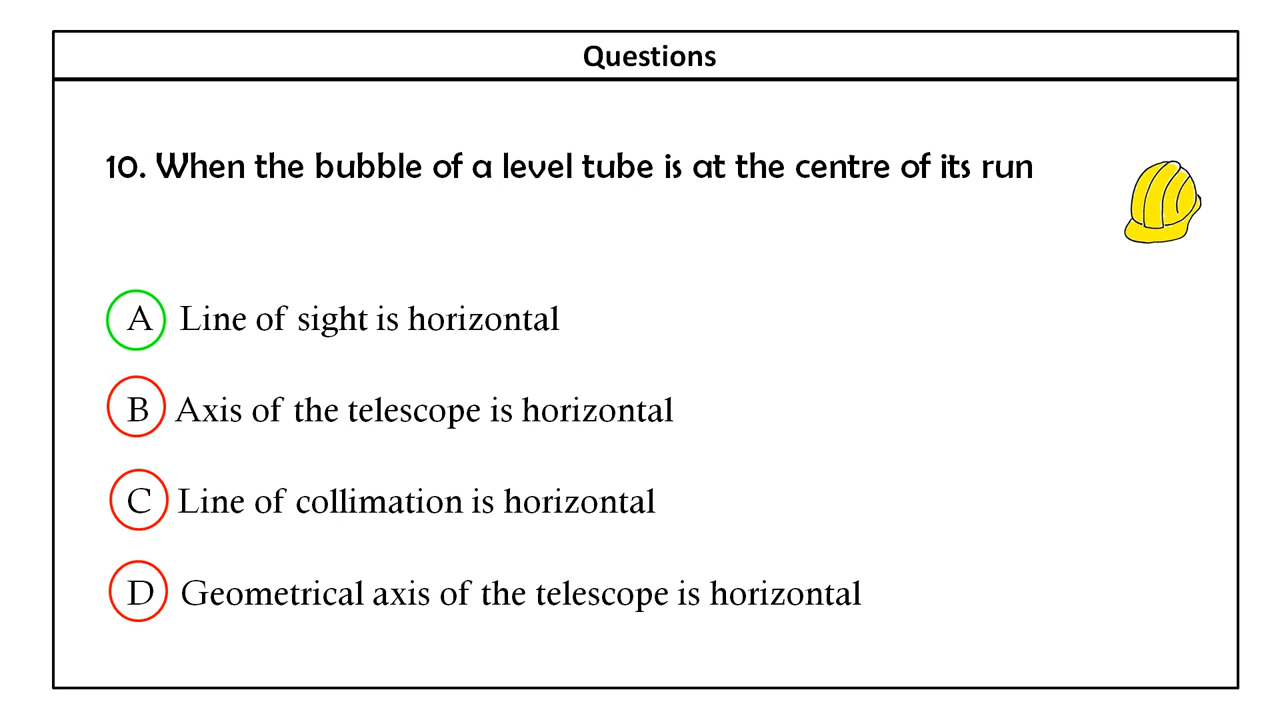 Questions
10. When the bubble of a level tube is at the centre of its run
A Line of sight is horizontal
B Axis of the telescope is horizontal
C Line of collimation is horizontal
D Geometrical axis of the telescope is horizontal